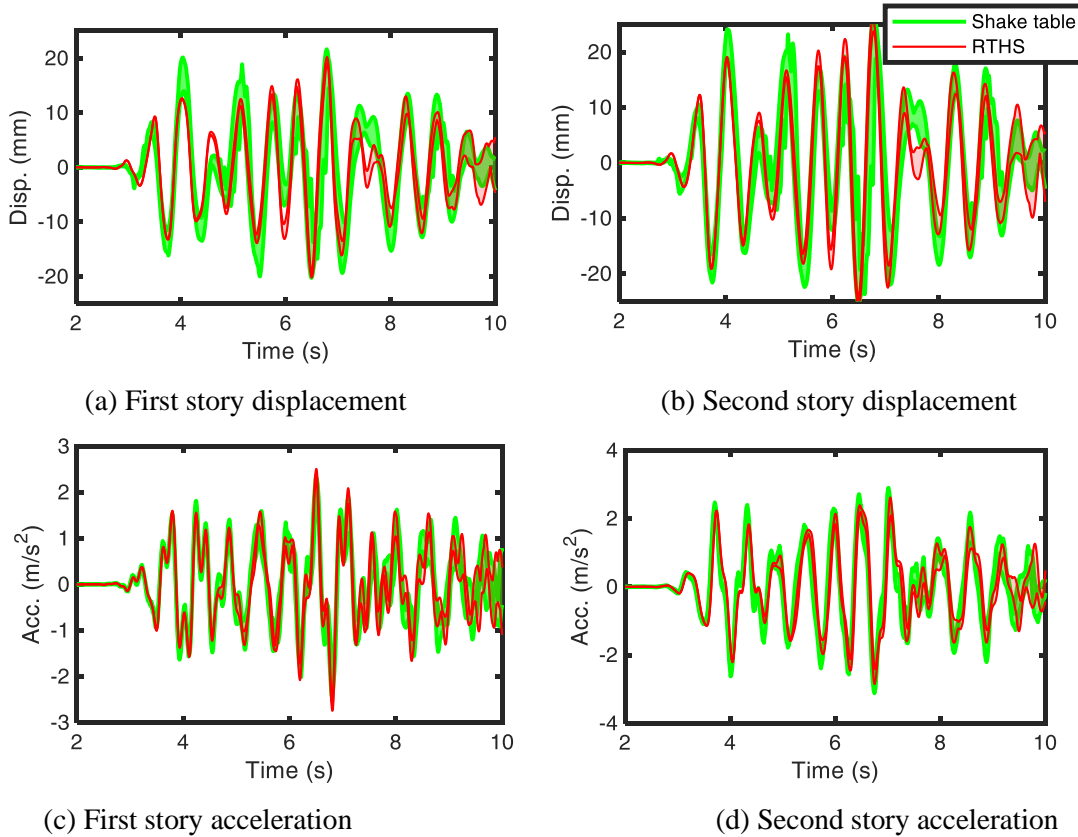 Shake table
RTHS
20
10
0
-10
-20
Disp. (mm)
2 4 6 8 10
Time (s)
(a) First story displacement
20
10
0
-10
-20
Disp. (mm)
2 4 6 8 10
Time (s)
(b) Second story displacement
3
2
1
0
-1
-2
-3
Acc. (m/s²)
2 4 6 8 10
Time (s)
(c) First story acceleration
4
2
0
-2
-4
Acc. (m/s²)
2 4 6 8 10
Time (s)
(d) Second story acceleration